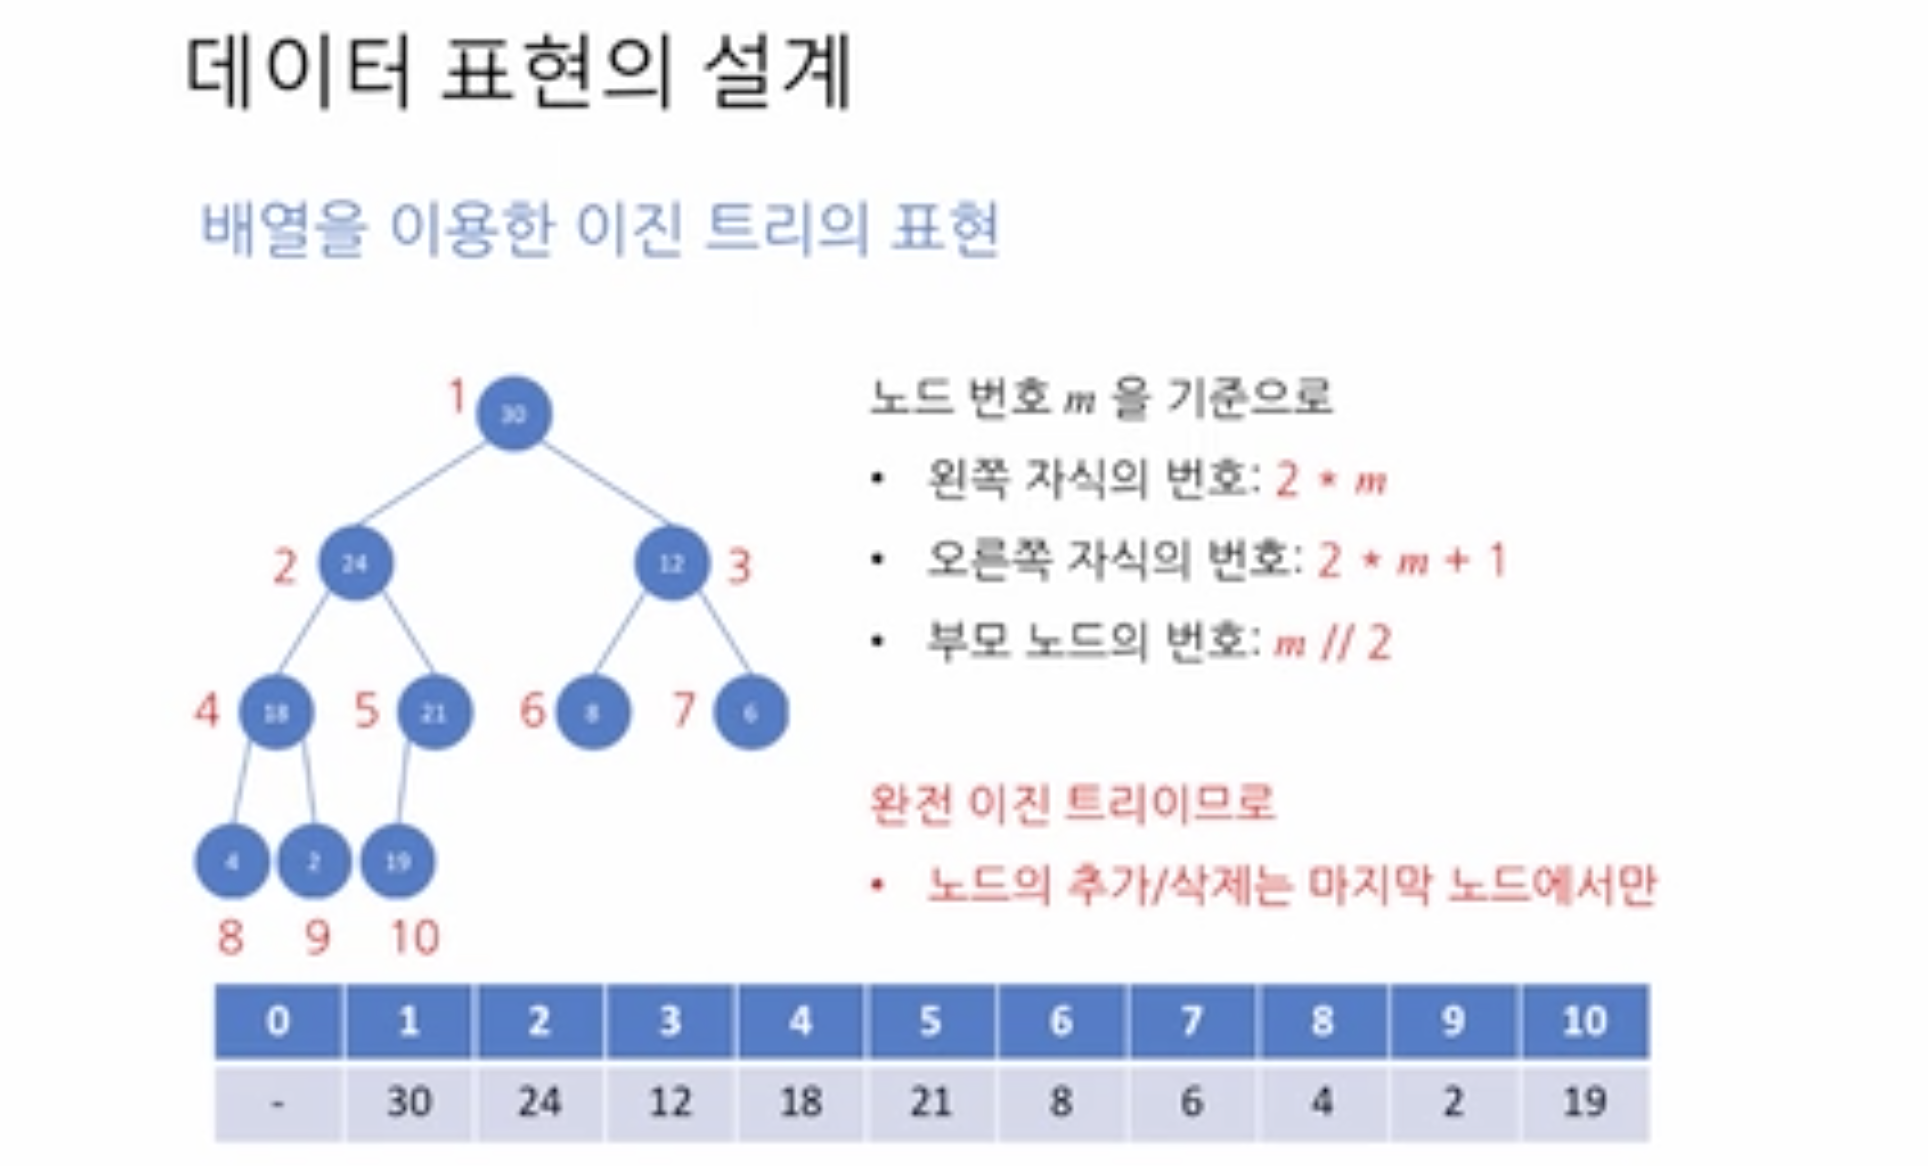 데이터 표현의 설계
배열을 이용한 이진 트리의 표현
1 30
2 24 12 3
4 18 5 21 6 8 7 6
4 2 19
8 9 10
노드 번호 m 을 기준으로
• 왼쪽 자식의 번호: 2 * m
• 오른쪽 자식의 번호: 2 * m + 1
• 부모 노드의 번호: m // 2
완전 이진 트리이므로
• 노드의 추가/삭제는 마지막 노드에서만
0 1 2 3 4 5 6 7 8 9 10
- 30 24 12 18 21 8 6 4 2 19